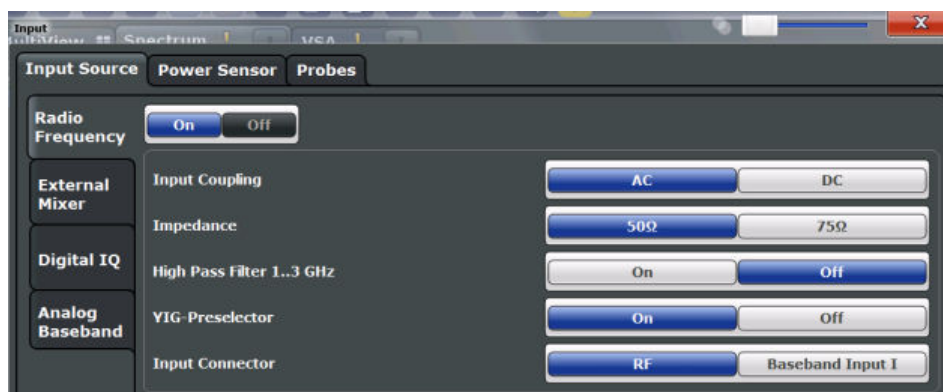 Input
MultiView Spectrum ! VSA !
X
Input Source Power Sensor Probes
Radio Frequency
On Off
External Mixer
Digital IQ
Analog Baseband
Input Coupling AC DC
Impedance 50Ω 75Ω
High Pass Filter 1..3 GHz On Off
YIG-Preselector On Off
Input Connector RF Baseband Input I